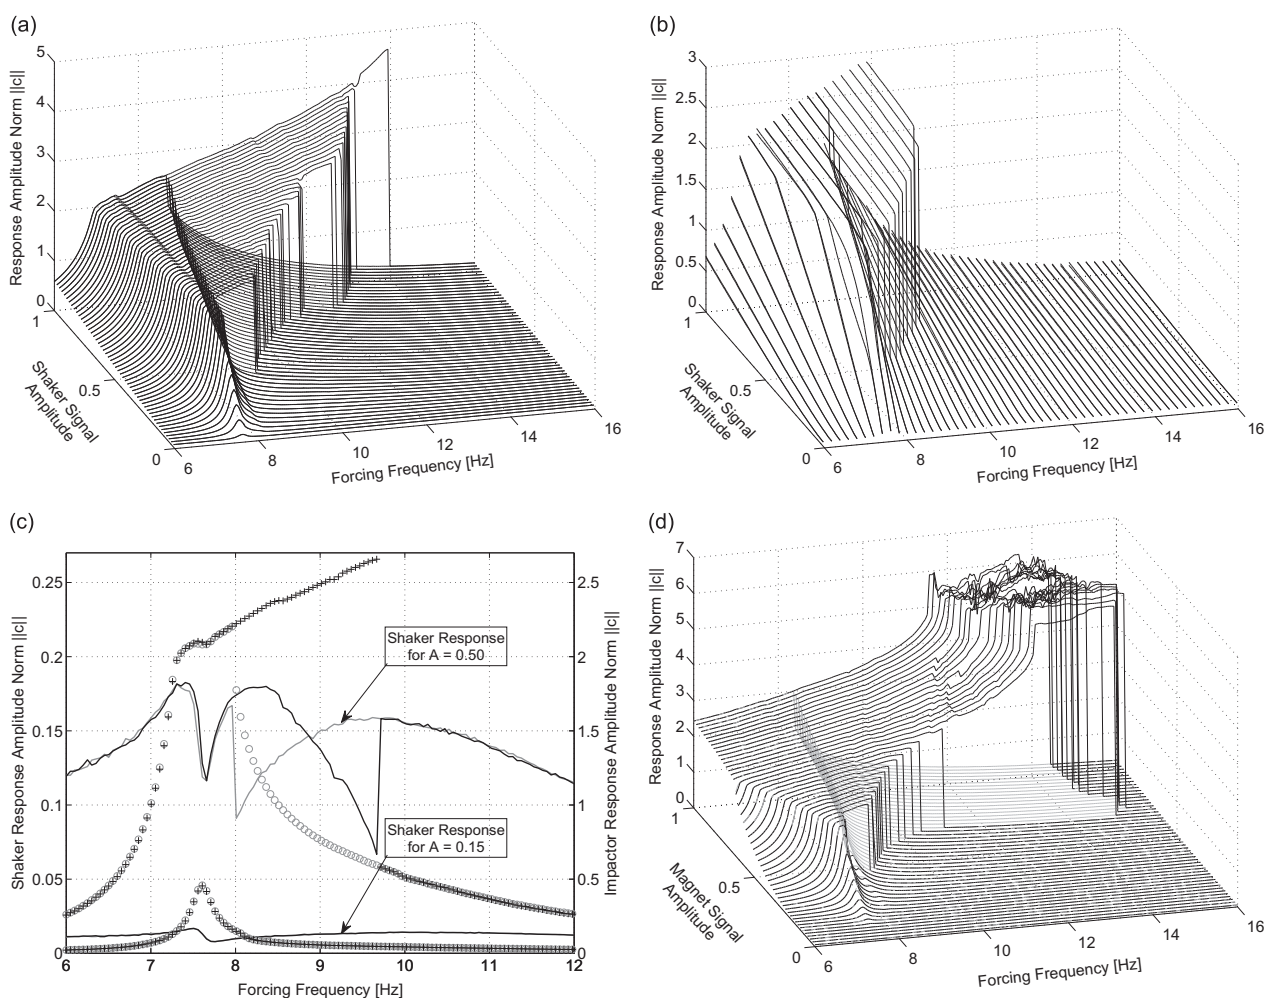 (a)
Response Amplitude Norm ||c||
5
4
3
2
1
0
1
0.5
0
Shaker Signal
Amplitude
6
8
10
12
14
16
Forcing Frequency [Hz]
(b)
Response Amplitude Norm ||c||
3
2.5
2
1.5
1
0.5
0
1
0.5
0
Shaker Signal
Amplitude
6
8
10
12
14
16
Forcing Frequency [Hz]
(c)
Shaker Response Amplitude Norm ||c||
0.25
0.2
0.15
0.1
0.05
0
Shaker Response
for A = 0.50
Shaker Response
for A = 0.15
2.5
2
1.5
1
0.5
0
Impactor Response Amplitude Norm ||c||
6
7
8
9
10
11
12
Forcing Frequency [Hz]
(d)
Response Amplitude Norm ||c||
7
6
5
4
3
2
1
0
1
0.5
0
Magnet Signal
Amplitude
6
8
10
12
14
16
Forcing Frequency [Hz]